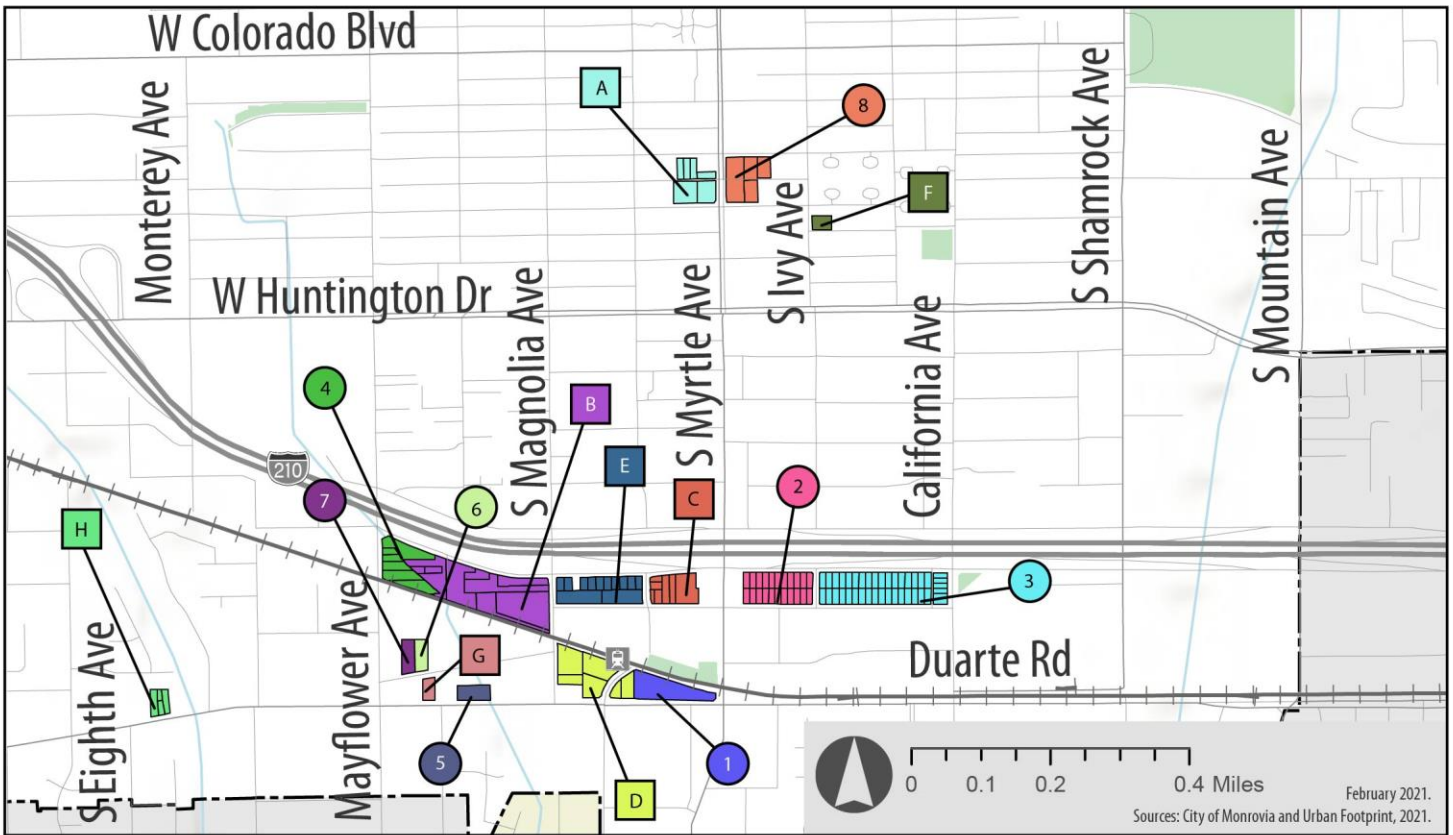 W Colorado Blvd
Monterey Ave
A
8
S Shamrock Ave
S Mountain Ave
F
S Ivy Ave
W Huntington Dr
S Magnolia Ave
S Myrtle Ave
California Ave
4
B
E
C
2
210
7
6
H
3
Mayflower Ave
G
Duarte Rd
S Eighth Ave
5
1
D
0 0.1 0.2 0.4 Miles
February 2021.
Sources: City of Monrovia and Urban Footprint, 2021.